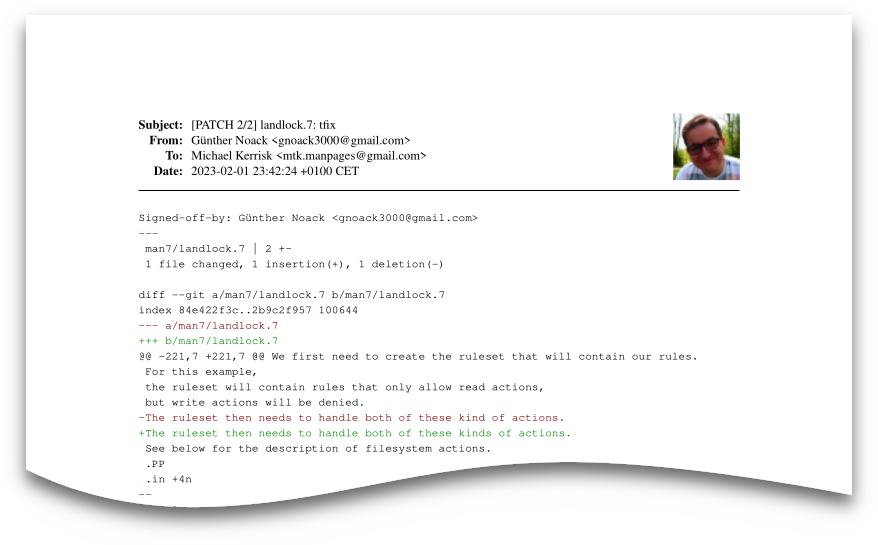 Subject: [PATCH 2/2] landlock.7: tfix
From: Günther Noack <gnoack3000@gmail.com>
To: Michael Kerrisk <mtk.manpages@gmail.com>
Date: 2023-02-01 23:42:24 +0100 CET
Signed-off-by: Günther Noack <gnoack3000@gmail.com>
---
 man7/landlock.7 | 2 +-
 1 file changed, 1 insertion(+), 1 deletion(-)
diff --git a/man7/landlock.7 b/man7/landlock.7
index 84e422f3c..2b9c2f957 100644
--- a/man7/landlock.7
+++ b/man7/landlock.7
@@ -221,7 +221,7 @@ We first need to create the ruleset that will contain our rules.
 For this example,
 the ruleset will contain rules that only allow read actions,
 but write actions will be denied.
-The ruleset then needs to handle both of these kind of actions.
+The ruleset then needs to handle both of these kinds of actions.
 See below for the description of filesystem actions.
 .PP
 .in +4n
--